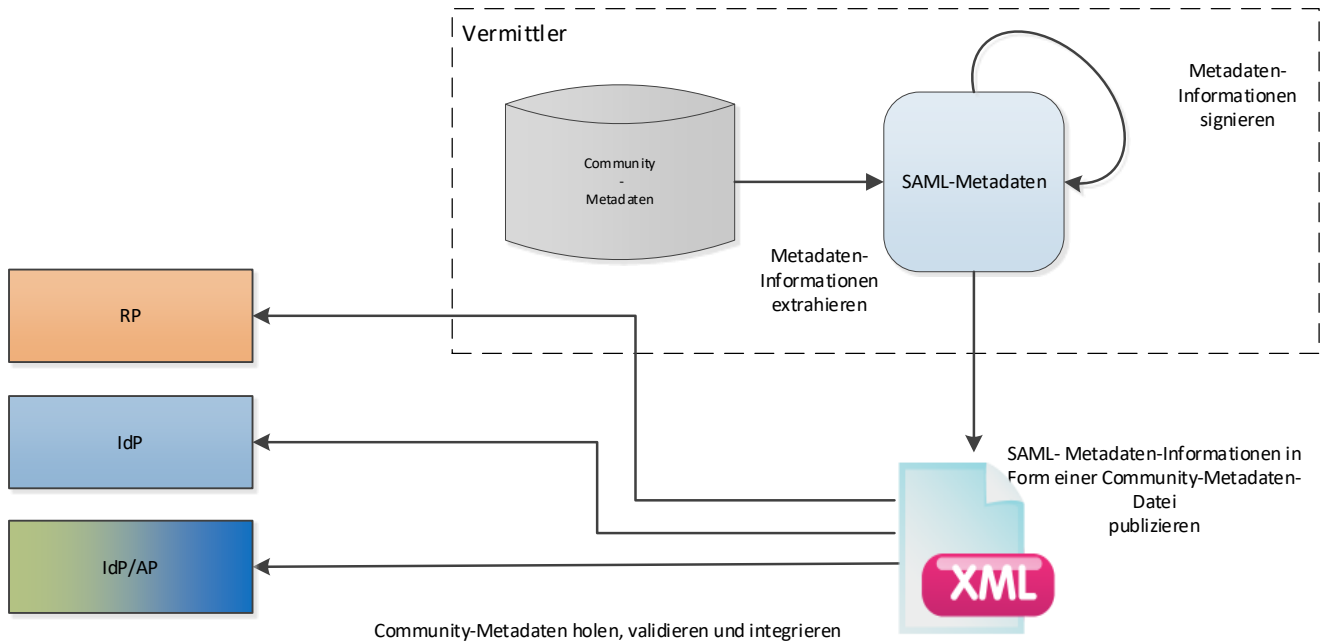 Vermittler
Metadaten-
Informationen
signieren
Community
-
Metadaten
SAML-Metadaten
Metadaten-
Informationen
extrahieren
RP
IdP
SAML- Metadaten-Informationen in
Form einer Community-Metadaten-
Datei
publizieren
IdP/AP
XML
Community-Metadaten holen, validieren und integrieren